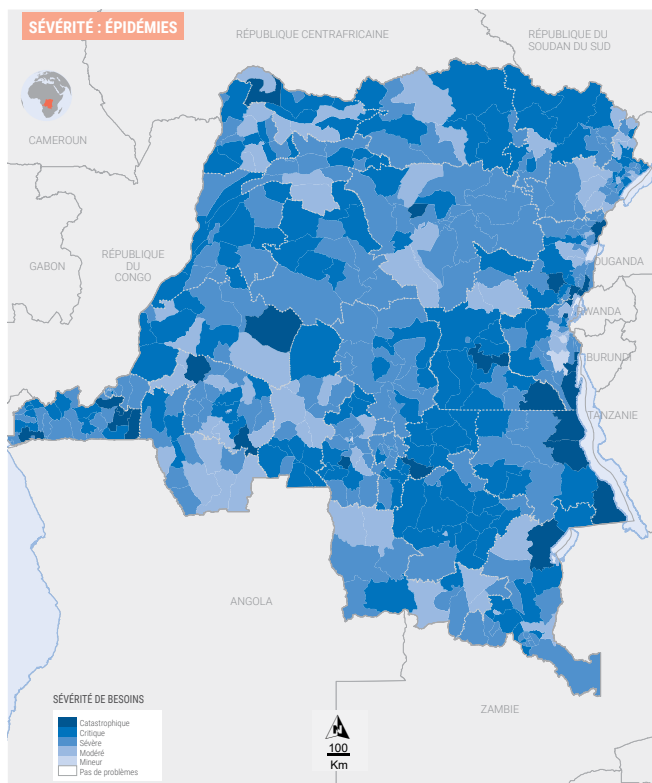 SÉVÉRITÉ : ÉPIDÉMIES
RÉPUBLIQUE CENTRAFRICAINE
RÉPUBLIQUE DU
SOUDAN DU SUD
CAMEROUN
GABON
RÉPUBLIQUE
DU
CONGO
OUGANDA
RWANDA
BURUNDI
TANZANIE
ANGOLA
ZAMBIE
SÉVÉRITÉ DE BESOINS
Catastrophique
Critique
Sévère
Modéré
Mineur
Pas de problèmes
100
Km